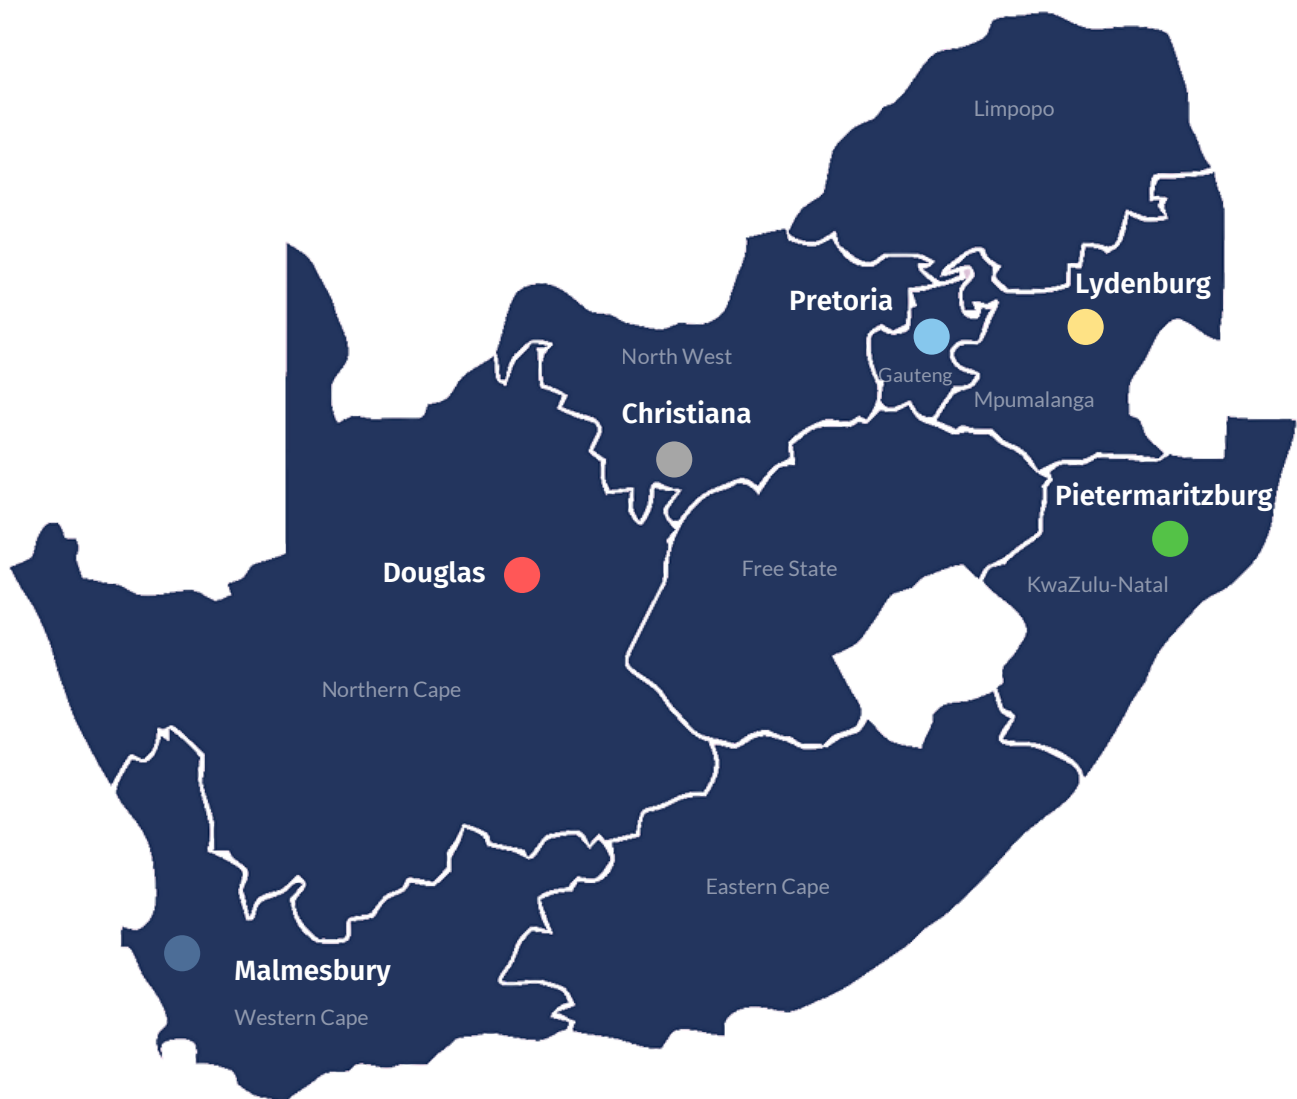 Limpopo
Lydenburg
Pretoria
North West
Gauteng
Mpumalanga
Christiana
Pietermaritzburg
Douglas
Free State
KwaZulu-Natal
Northern Cape
Eastern Cape
Malmesbury
Western Cape